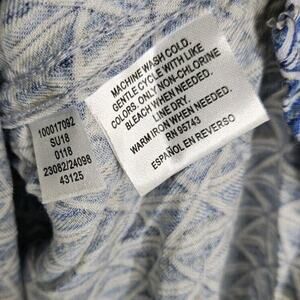 100017092
SU18
0118
23082/24098
43125
MACHINE WASH COLD,
GENTLE CYCLE WITH LIKE
COLORS, ONLY NON-CHLORINE
BLEACH WHEN NEEDED.
LINE DRY.
WARM IRON WHEN NEEDED.
RN 95743
ESPAÑOL EN REVERSO